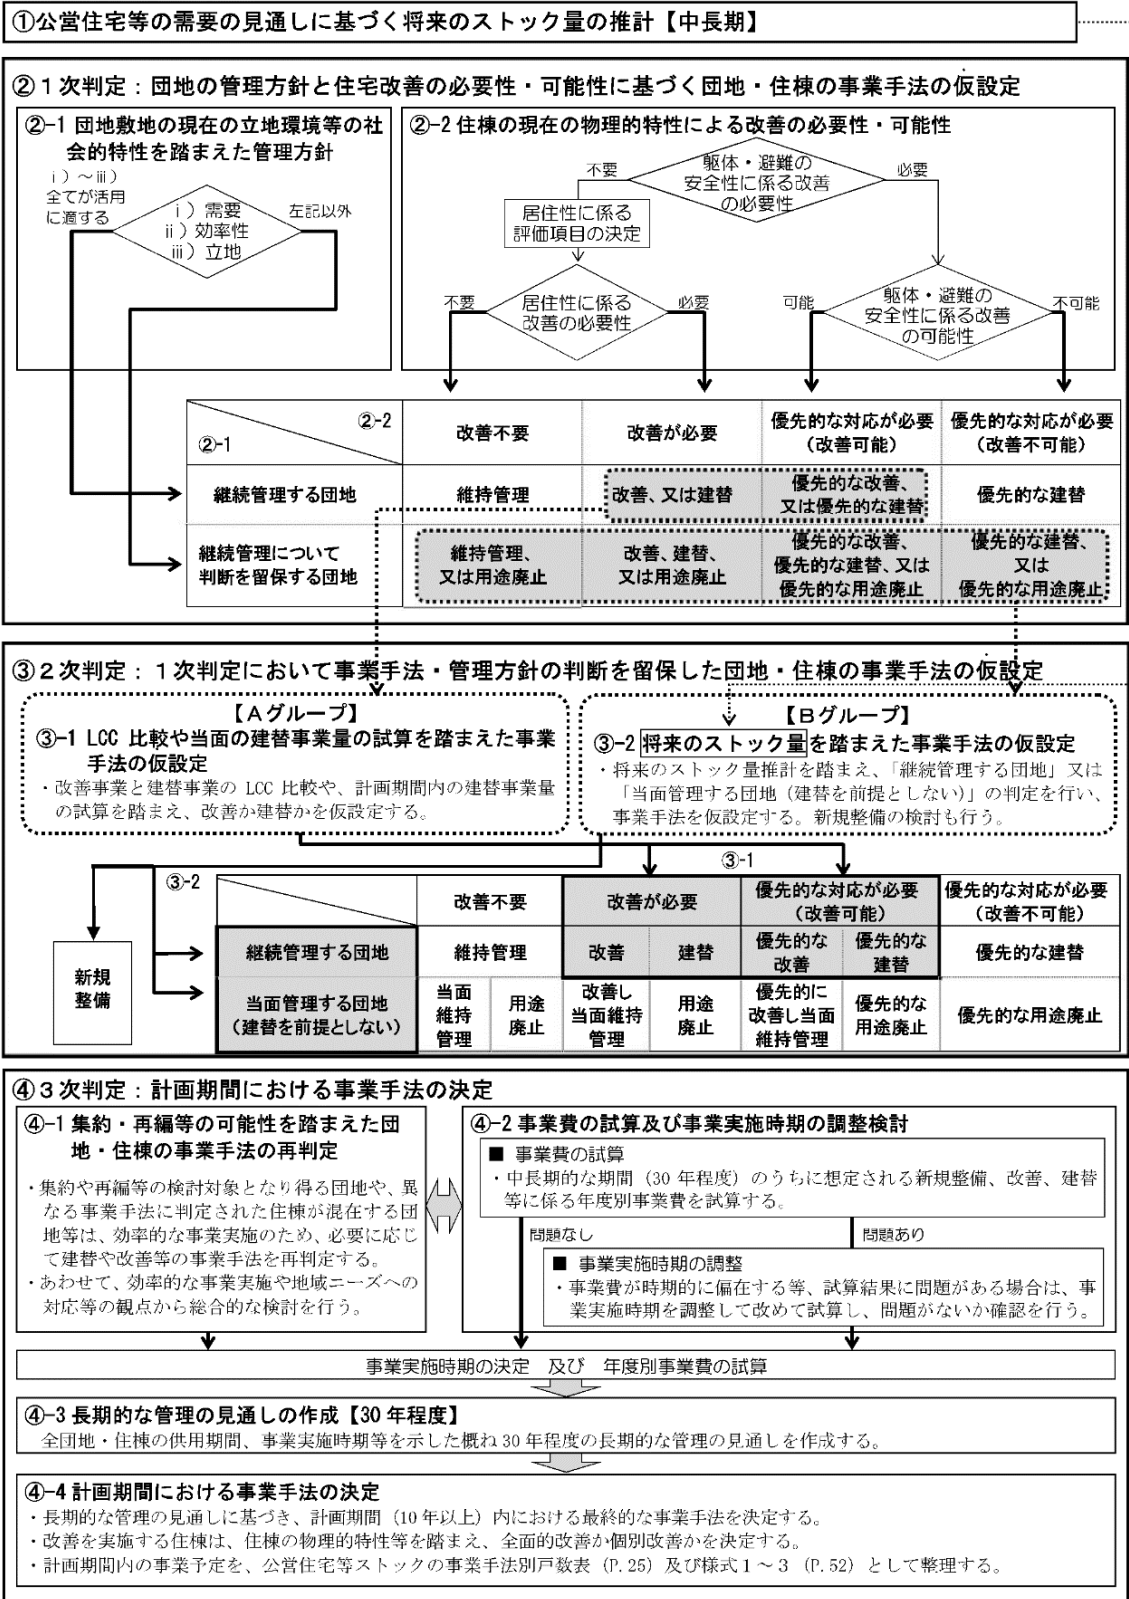 ①公営住宅等の需要の見通しに基づく将来のストック量の推計【中長期】
②１次判定：団地の管理方針と住宅改善の必要性・可能性に基づく団地・住棟の事業手法の仮設定
②-1 団地敷地の現在の立地環境等の社
会的特性を踏まえた管理方針
ⅰ）～ⅲ）
全てが活用
に適する
ⅰ）需要
ⅱ）効率性
ⅲ）立地
左記以外
②-2 住棟の現在の物理的特性による改善の必要性・可能性
不要
躯体・避難の
安全性に係る改善
の必要性
必要
居住性に係る
評価項目の決定
不要
居住性に係る
改善の必要性
必要
可能
躯体・避難の
安全性に係る改善
の可能性
不可能
②-2
②-1
改善不要
改善が必要
優先的な対応が必要
（改善可能）
優先的な対応が必要
（改善不可能）
継続管理する団地
維持管理
改善、又は建替
優先的な改善、
又は優先的な建替
優先的な建替
継続管理について
判断を留保する団地
維持管理、
又は用途廃止
改善、建替、
又は用途廃止
優先的な改善、
優先的な建替、又は
優先的な用途廃止
優先的な建替、
又は
優先的な用途廃止
③２次判定：１次判定において事業手法・管理方針の判断を留保した団地・住棟の事業手法の仮設定
【Ａグループ】
③-1 LCC 比較や当面の建替事業量の試算を踏まえた事業
手法の仮設定
・改善事業と建替事業の LCC 比較や、計画期間内の建替事業量
の試算を踏まえ、改善か建替かを仮設定する。
【Ｂグループ】
③-2 将来のストック量を踏まえた事業手法の仮設定
・将来のストック量推計を踏まえ、「継続管理する団地」又は
「当面管理する団地（建替を前提としない）」の判定を行い、
事業手法を仮設定する。新規整備の検討も行う。
③-1
③-2
改善不要
改善が必要
優先的な対応が必要
（改善可能）
優先的な対応が必要
（改善不可能）
新規
整備
継続管理する団地
維持管理
改善
建替
優先的な
改善
優先的な
建替
優先的な建替
当面管理する団地
（建替を前提としない）
当面
維持
管理
用途
廃止
改善し
当面維持
管理
用途
廃止
優先的に
改善し当面
維持管理
優先的な
用途廃止
優先的な用途廃止
④３次判定：計画期間における事業手法の決定
④-1 集約・再編等の可能性を踏まえた団
地・住棟の事業手法の再判定
・集約や再編等の検討対象となり得る団地や、異
なる事業手法に判定された住棟が混在する団
地等は、効率的な事業実施のため、必要に応じ
て建替や改善等の事業手法を再判定する。
・あわせて、効率的な事業実施や地域ニーズへの
対応等の観点から総合的な検討を行う。
④-2 事業費の試算及び事業実施時期の調整検討
■ 事業費の試算
・中長期的な期間（30 年程度）のうちに想定される新規整備、改善、建替
等に係る年度別事業費を試算する。
問題なし
問題あり
■ 事業実施時期の調整
・事業費が時期的に偏在する等、試算結果に問題がある場合は、事
業実施時期を調整して改めて試算し、問題がないか確認を行う。
事業実施時期の決定　及び　年度別事業費の試算
④-3 長期的な管理の見通しの作成【30 年程度】
全団地・住棟の供用期間、事業実施時期等を示した概ね 30 年程度の長期的な管理の見通しを作成する。
④-4 計画期間における事業手法の決定
・長期的な管理の見通しに基づき、計画期間（10 年以上）内における最終的な事業手法を決定する。
・改善を実施する住棟は、住棟の物理的特性等を踏まえ、全面的改善か個別改善かを決定する。
・計画期間内の事業予定を、公営住宅等ストックの事業手法別戸数表（P.25）及び様式１～３（P.52）として整理する。